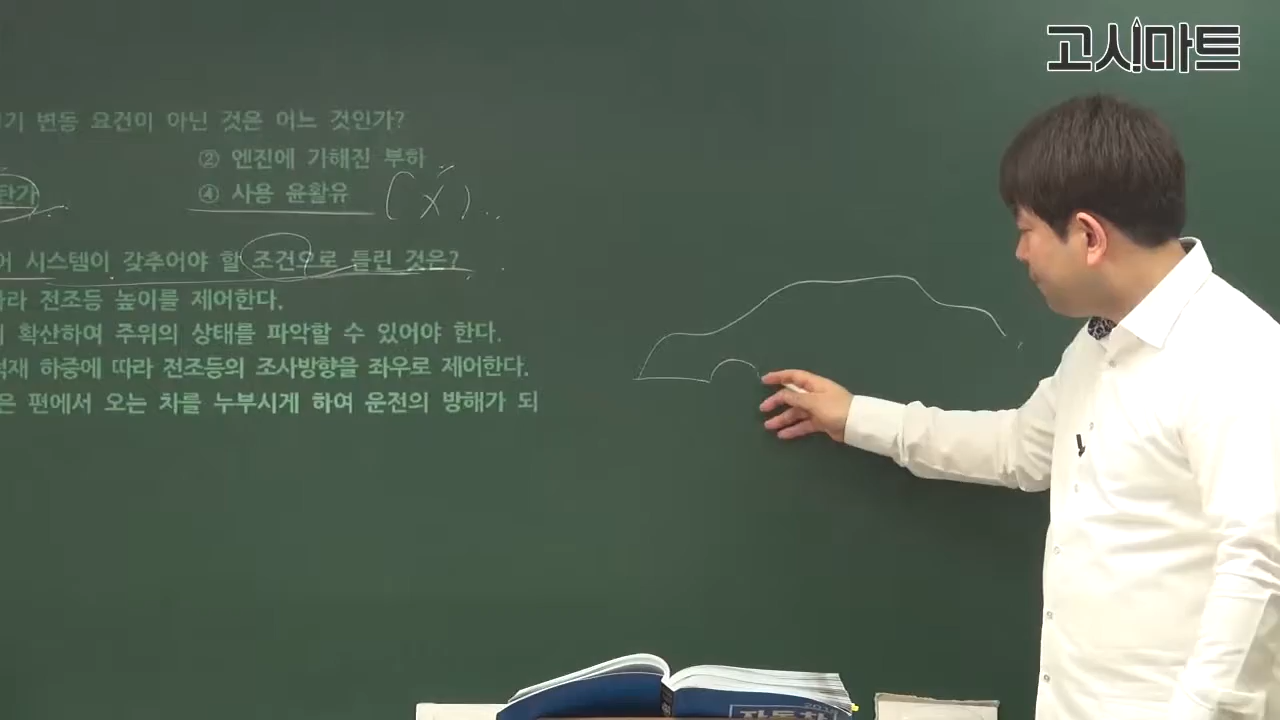 고시마트
기 변동 요건이 아닌 것은 어느 것인가?
② 엔진에 가해진 부하
탄가
④ 사용 윤활유 (X)
어 시스템이 갖추어야 할 조건으로 틀린 것은?
라 전조등 높이를 제어한다.
확산하여 주위의 상태를 파악할 수 있어야 한다.
적재 하중에 따라 전조등의 조사방향을 좌우로 제어한다.
은 편에서 오는 차를 누부시게 하여 운전의 방해가 되
자동차